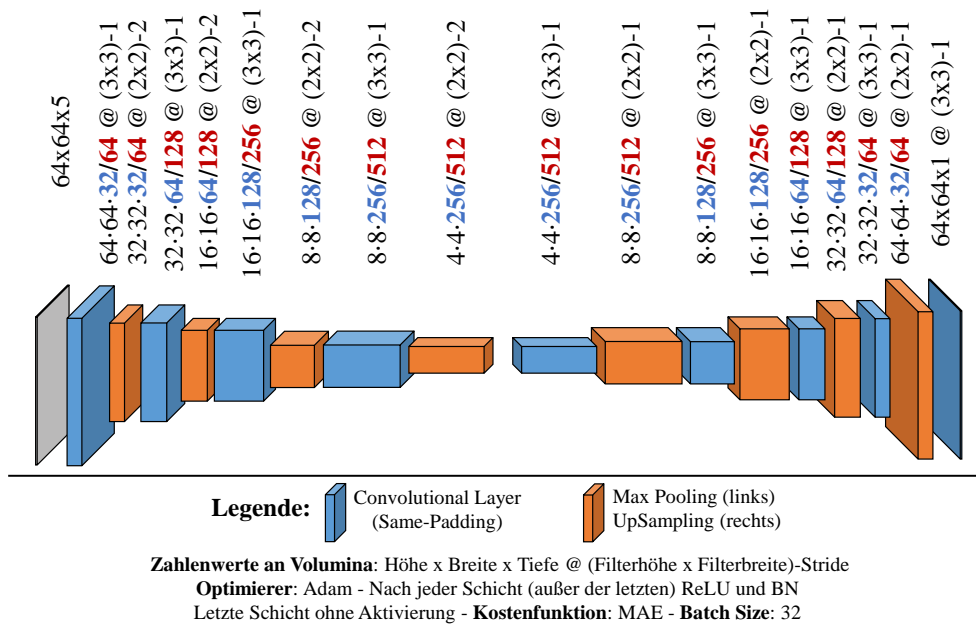 64x64x5
64·64·32/64 @ (3x3)-1
32·32·32/64 @ (2x2)-2
32·32·64/128 @ (3x3)-1
16·16·64/128 @ (2x2)-2
16·16·128/256 @ (3x3)-1
8·8·128/256 @ (2x2)-2
8·8·256/512 @ (3x3)-1
4·4·256/512 @ (2x2)-2
4·4·256/512 @ (3x3)-1
8·8·256/512 @ (2x2)-1
8·8·128/256 @ (3x3)-1
16·16·128/256 @ (2x2)-1
16·16·64/128 @ (3x3)-1
32·32·64/128 @ (2x2)-1
32·32·32/64 @ (3x3)-1
64·64·32/64 @ (2x2)-1
64x64x1 @ (3x3)-1
Legende:
Convolutional Layer
(Same-Padding)
Max Pooling (links)
UpSampling (rechts)
Zahlenwerte an Volumina: Höhe x Breite x Tiefe @ (Filterhöhe x Filterbreite)-Stride
Optimierer: Adam - Nach jeder Schicht (außer der letzten) ReLU und BN
Letzte Schicht ohne Aktivierung - Kostenfunktion: MAE - Batch Size: 32